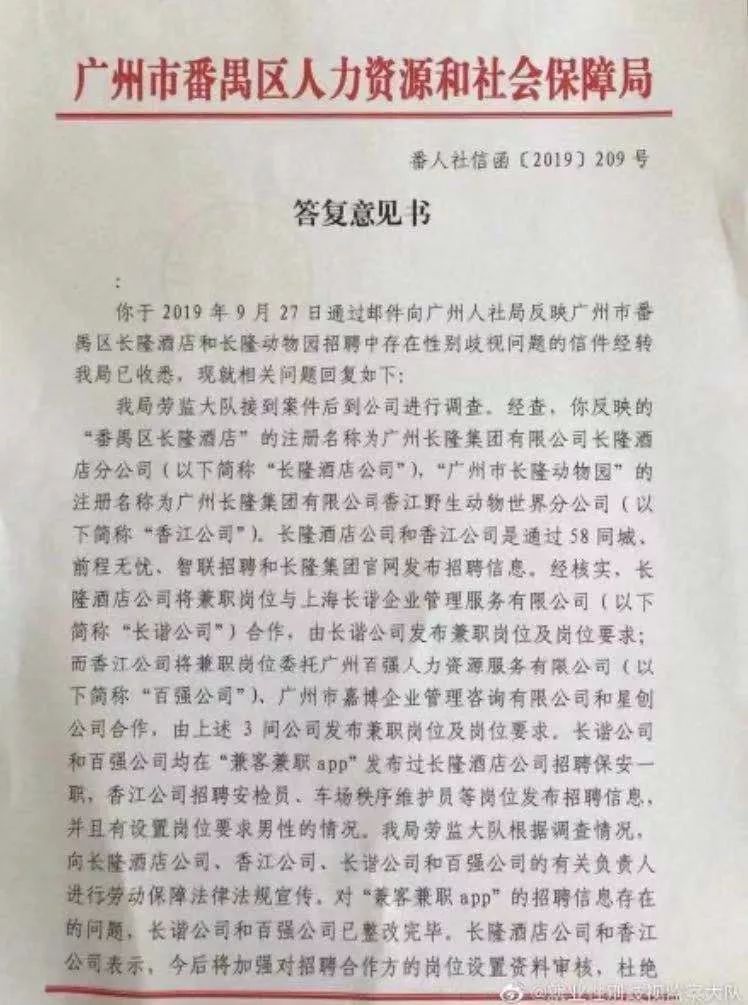 广州市番禺区人力资源和社会保障局
番人社信函〔2019〕209 号
答复意见书
：
你于 2019 年 9 月 27 日通过邮件向广州人社局反映广州市番
禺区长隆酒店和长隆动物园招聘中存在性别歧视问题的信件经转
我局已收悉，现就相关问题回复如下：
我局劳监大队接到案件后到公司进行调查。经查，你反映的
“番禺区长隆酒店”的注册名称为广州长隆集团有限公司长隆酒
店分公司（以下简称“长隆酒店公司”），“广州市长隆动物园”的
注册名称为广州长隆集团有限公司香江野生动物世界分公司（以
下简称“香江公司”）。长隆酒店公司和香江公司是通过 58 同城、
前程无忧、智联招聘和长隆集团官网发布招聘信息。经核实，长
隆酒店公司将兼职岗位与上海长谐企业管理服务有限公司（以下
简称“长谐公司”）合作，由长谐公司发布兼职岗位及岗位要求；
而香江公司将兼职岗位委托广州百强人力资源服务有限公司（以
下简称“百强公司”）、广州市嘉博企业管理咨询有限公司和星创
公司合作，由上述 3 间公司发布兼职岗位及岗位要求。长谐公司
和百强公司均在“兼客兼职 app”发布过长隆酒店公司招聘保安一
职，香江公司招聘安检员、车场秩序维护员等岗位发布招聘信息，
并且有设置岗位要求男性的情况。我局劳监大队根据调查情况，
向长隆酒店公司、香江公司、长谐公司和百强公司的有关负责人
进行劳动保障法律法规宣传。对“兼客兼职 app”的招聘信息存在
的问题，长谐公司和百强公司已整改完毕。长隆酒店公司和香江
公司表示，今后将加强对招聘合作方的岗位设置资料审核，杜绝
@就业性别歧视监察大队